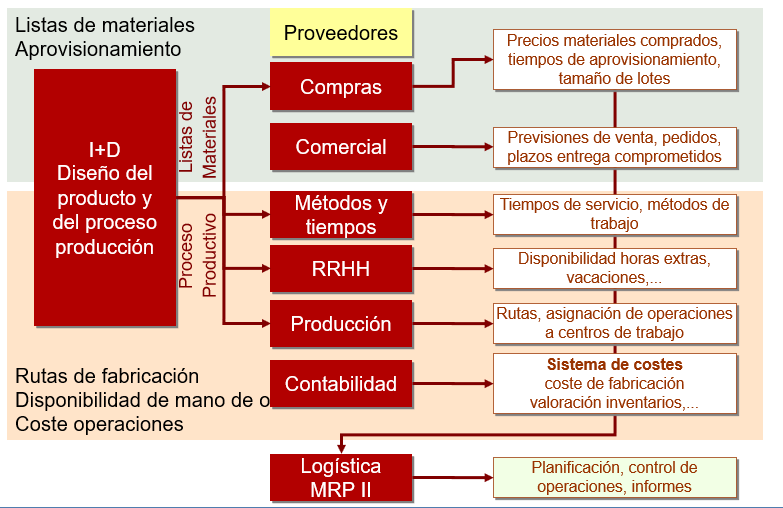 Listas de materiales
Aprovisionamiento
Proveedores
I+D
Diseño del
producto y
del proceso
producción
Listas de
Materiales
Proceso
Productivo
Compras
Precios materiales comprados,
tiempos de aprovisionamiento,
tamaño de lotes
Comercial
Previsiones de venta, pedidos,
plazos entrega comprometidos
Métodos y
tiempos
Tiempos de servicio, métodos de
trabajo
RRHH
Disponibilidad horas extras,
vacaciones,...
Producción
Rutas, asignación de operaciones
a centros de trabajo
Contabilidad
Sistema de costes
coste de fabricación
valoración inventarios,...
Rutas de fabricación
Disponibilidad de mano de o
Coste operaciones
Logística
MRP II
Planificación, control de
operaciones, informes